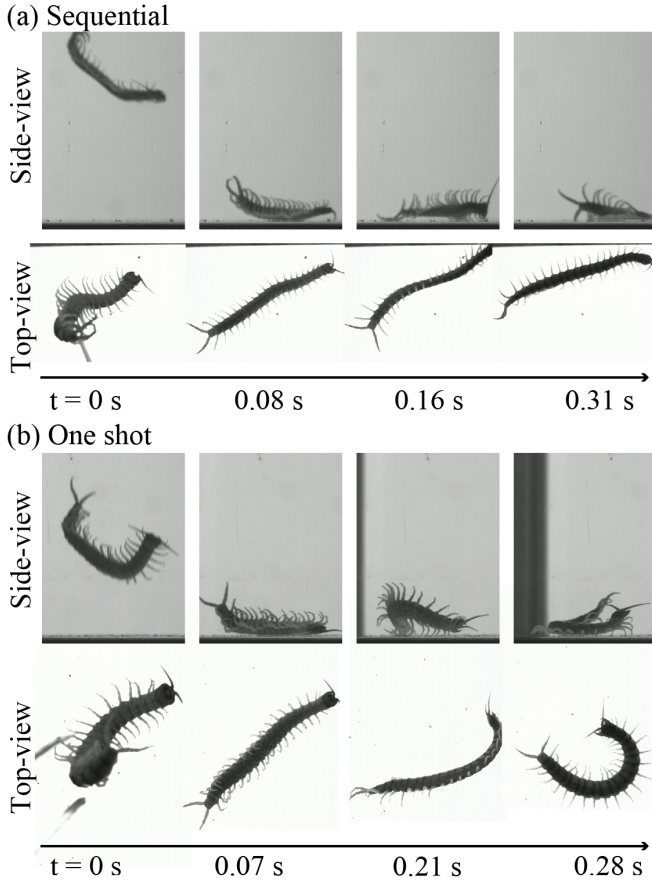 (a) Sequential
Side-view
Top-view
t = 0 s 0.08 s 0.16 s 0.31 s
(b) One shot
Side-view
Top-view
t = 0 s 0.07 s 0.21 s 0.28 s